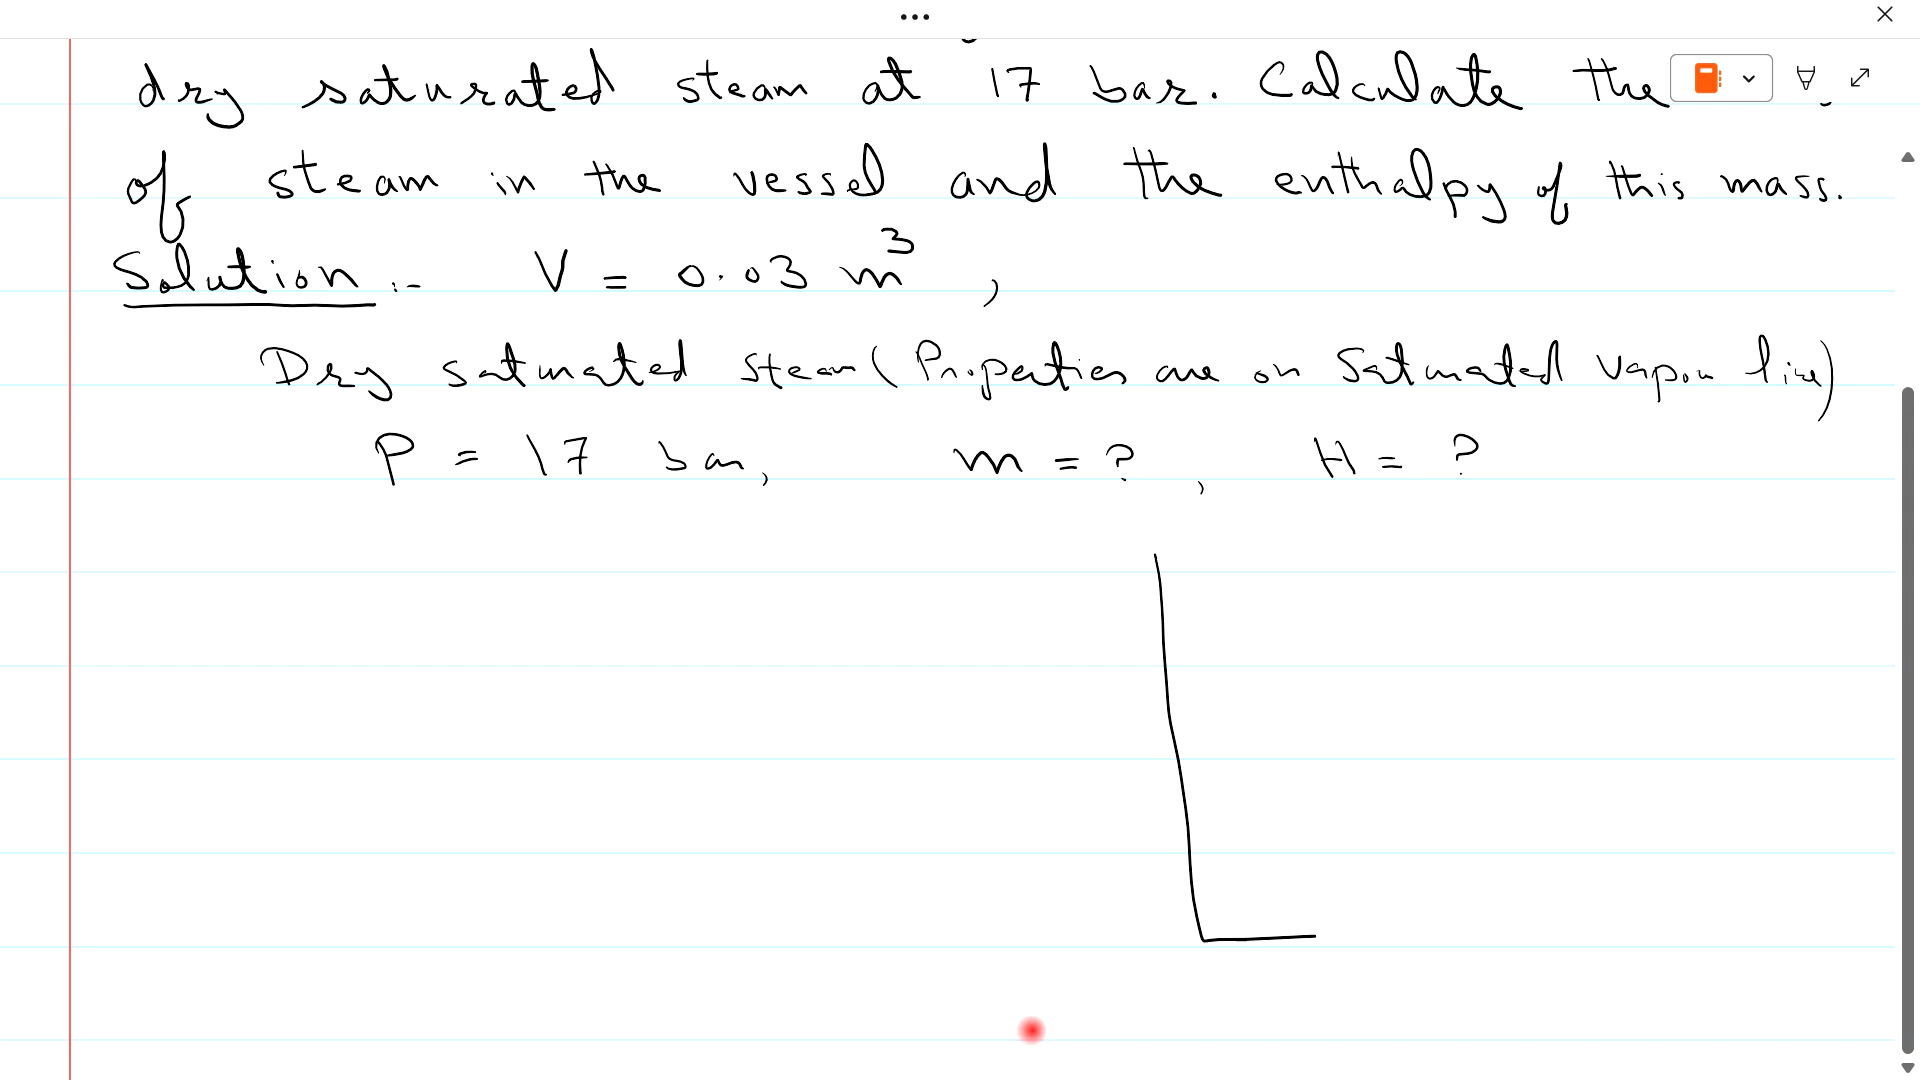 dry saturated steam at 17 bar. Calculate the
of steam in the vessel and the enthalpy of this mass.
Solution :- V = 0.03 m³ ,
Dry saturated steam (Properties are on Saturated Vapour line)
P = 17 bar, m = ? , H = ?